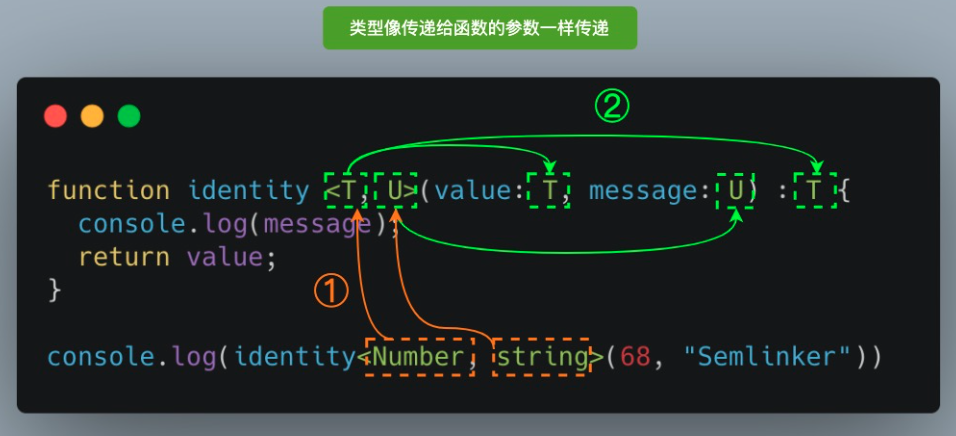 类型像传递给函数的参数一样传递
②
function identity <T, U>(value: T, message: U) : T {
console.log(message);
return value;
①
}
console.log(identity<Number, string>(68, "Semlinker"))